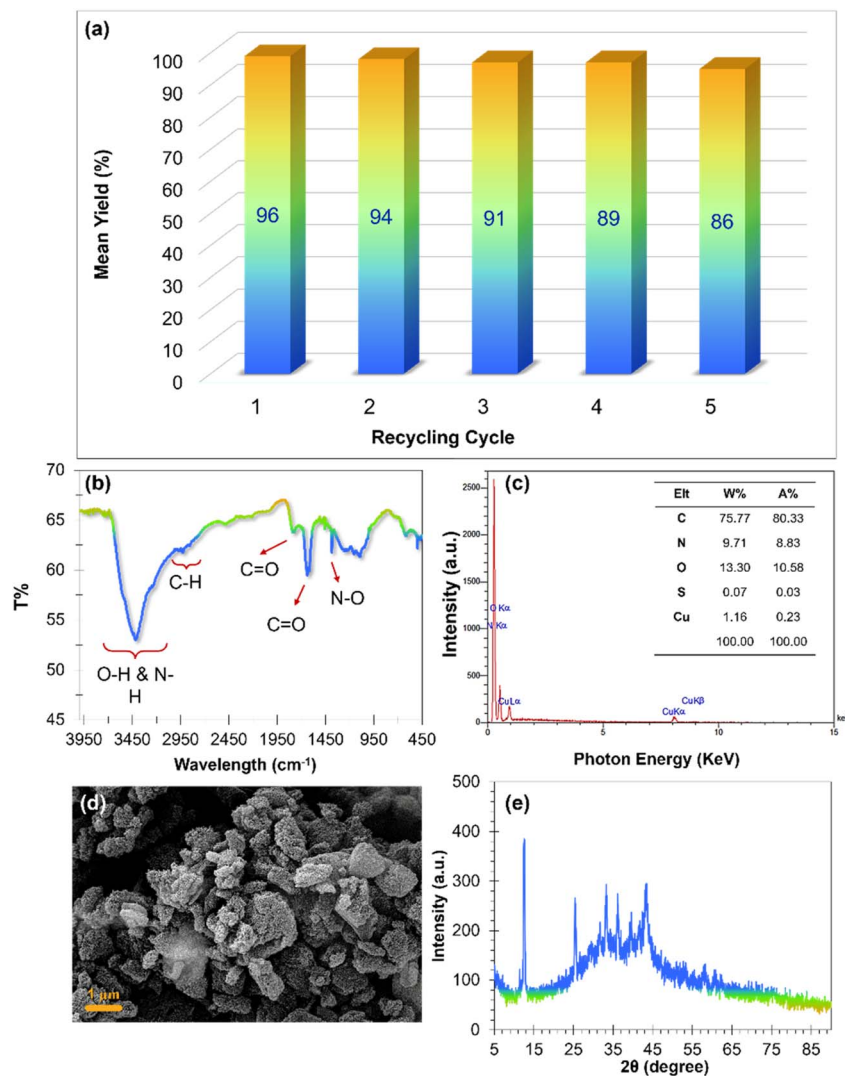 (a)
100
90
80
70
60
50
40
30
20
10
0
Mean Yield (%)
96 94 91 89 86
1 2 3 4 5
Recycling Cycle
(b)
70
65
60
55
50
45
T%
C-H
C=O
C=O
N-O
O-H & N-
H
3950 3450 2950 2450 1950 1450 950 450
Wavelength (cm-1)
(c)
2500
2000
1500
1000
500
0
Intensity (a.u.)
O Kα
N Kα
CuLα
CuKβ
CuKα
Elt W% A%
C 75.77 80.33
N 9.71 8.83
O 13.30 10.58
S 0.07 0.03
Cu 1.16 0.23
100.00 100.00
0 5 10 15
ke
Photon Energy (KeV)
(d)
1 µm
(e)
500
400
300
200
100
0
Intensity (a.u.)
5 15 25 35 45 55 65 75 85
2θ (degree)